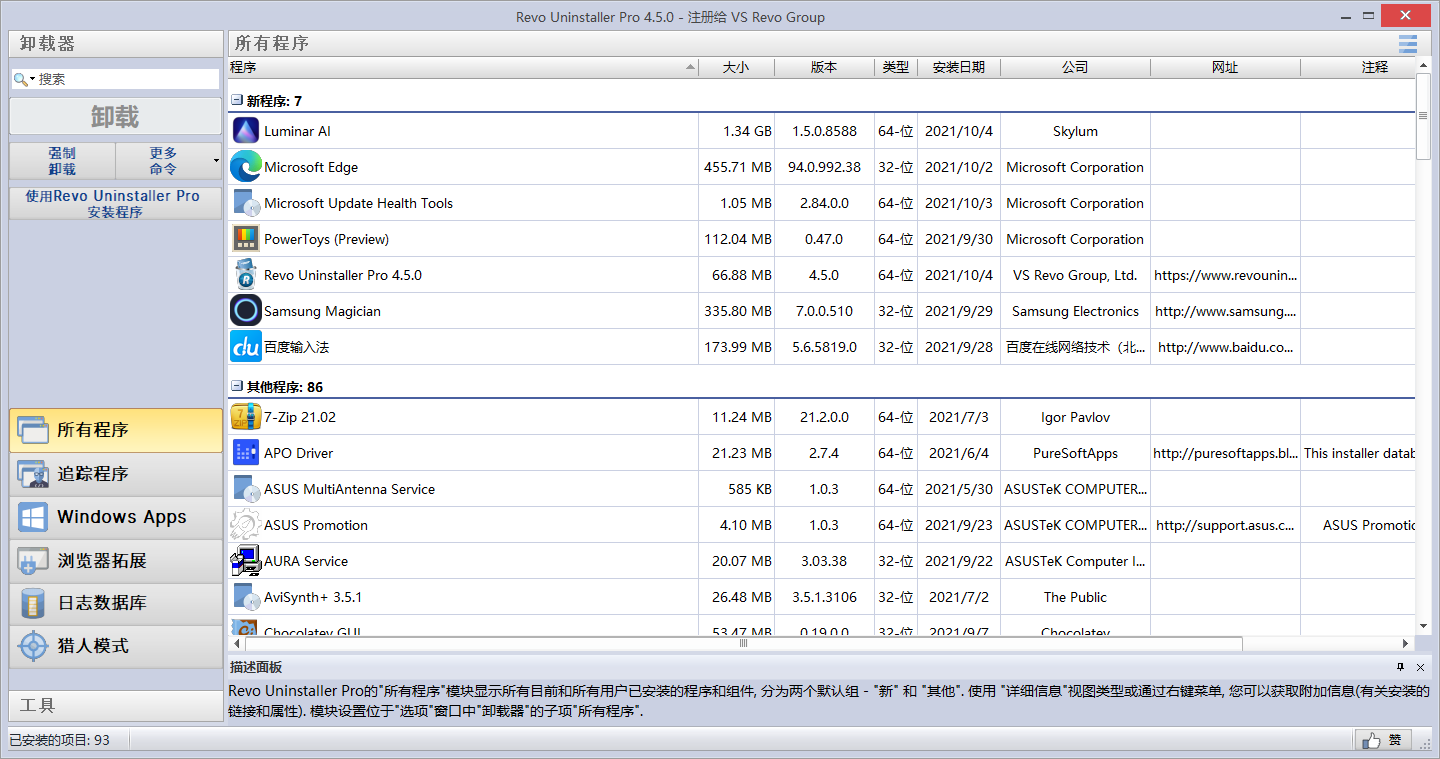 Revo Uninstaller Pro 4.5.0 - 注册给 VS Revo Group
卸载器
搜索
卸载
强制
卸载
更多
命令
使用Revo Uninstaller Pro
安装程序
所有程序
追踪程序
Windows Apps
浏览器拓展
日志数据库
猎人模式
工具
所有程序
程序 大小 版本 类型 安装日期 公司 网址 注释
新程序: 7
Luminar AI 1.34 GB 1.5.0.8588 64-位 2021/10/4 Skylum
Microsoft Edge 455.71 MB 94.0.992.38 32-位 2021/10/2 Microsoft Corporation
Microsoft Update Health Tools 1.05 MB 2.84.0.0 64-位 2021/10/3 Microsoft Corporation
PowerToys (Preview) 112.04 MB 0.47.0 64-位 2021/9/30 Microsoft Corporation
Revo Uninstaller Pro 4.5.0 66.88 MB 4.5.0 64-位 2021/10/4 VS Revo Group, Ltd. https://www.revounin...
Samsung Magician 335.80 MB 7.0.0.510 32-位 2021/9/29 Samsung Electronics http://www.samsung....
du 百度输入法 173.99 MB 5.6.5819.0 32-位 2021/9/28 百度在线网络技术（北... http://www.baidu.co...
其他程序: 86
7-Zip 21.02 11.24 MB 21.2.0.0 64-位 2021/7/3 Igor Pavlov
APO Driver 21.23 MB 2.7.4 64-位 2021/6/4 PureSoftApps http://puresoftapps.bl... This installer datab
ASUS MultiAntenna Service 585 KB 1.0.3 64-位 2021/5/30 ASUSTeK COMPUTER...
ASUS Promotion 4.10 MB 1.0.3 64-位 2021/9/23 ASUSTeK COMPUTER... http://support.asus.c... ASUS Promotio
AURA Service 20.07 MB 3.03.38 32-位 2021/9/22 ASUSTeK Computer I...
AviSynth+ 3.5.1 26.48 MB 3.5.1.3106 32-位 2021/7/2 The Public
Chocolatey GUI 53.47 MB 0.19.0.0 32-位 2021/9/7 Chocolatey
描述面板
Revo Uninstaller Pro的"所有程序"模块显示所有目前和所有用户已安装的程序和组件, 分为两个默认组 - "新" 和 "其他". 使用 "详细信息"视图类型或通过右键菜单, 您可以获取附加信息(有关安装的
链接和属性). 模块设置位于"选项"窗口中"卸载器"的子项"所有程序".
已安装的项目: 93
赞